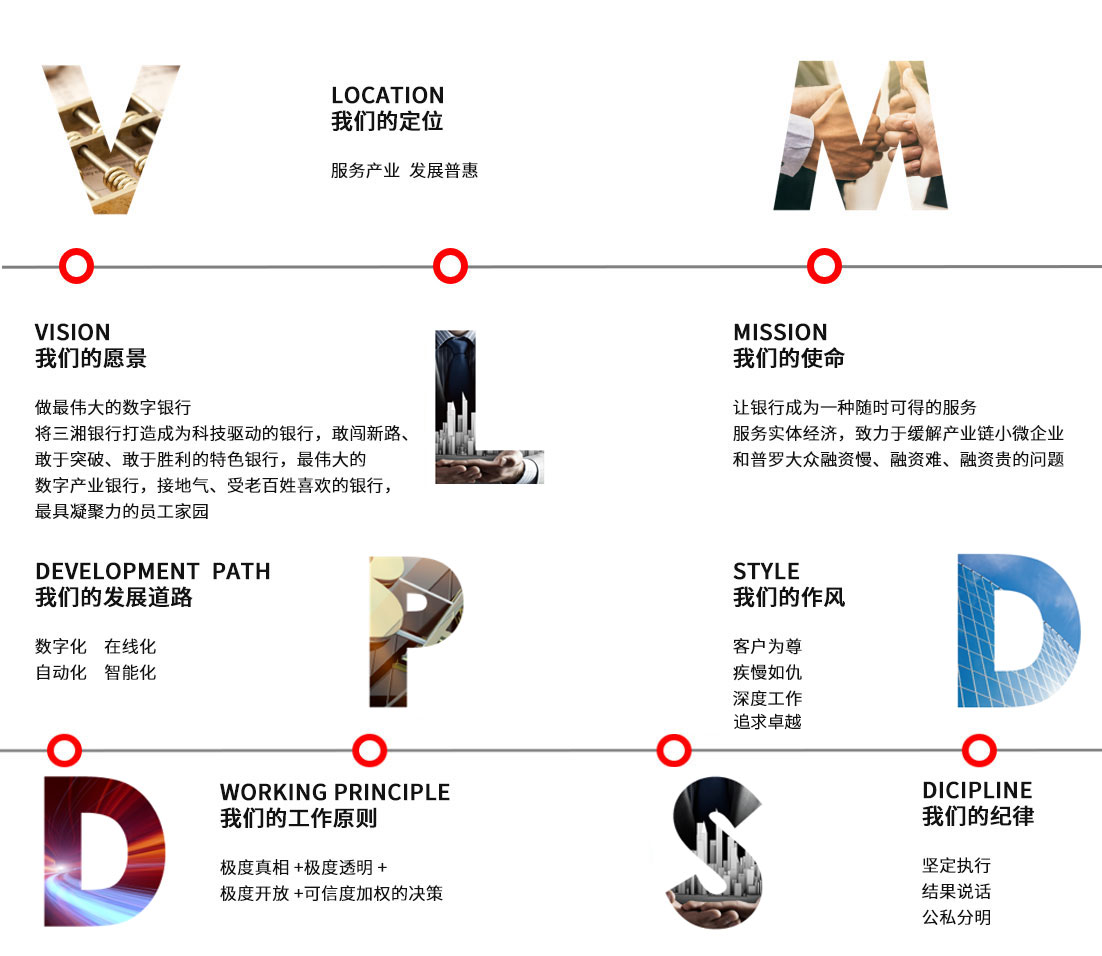 V
LOCATION
我们的定位
服务产业 发展普惠
M
VISION
我们的愿景
做最伟大的数字银行
将三湘银行打造成为科技驱动的银行，敢闯新路、
敢于突破、敢于胜利的特色银行，最伟大的
数字产业银行，接地气、受老百姓喜欢的银行，
最具凝聚力的员工家园
L
MISSION
我们的使命
让银行成为一种随时可得的服务
服务实体经济，致力于缓解产业链小微企业
和普罗大众融资慢、融资难、融资贵的问题
DEVELOPMENT PATH
我们的发展道路
数字化 在线化
自动化 智能化
P
STYLE
我们的作风
客户为尊
疾慢如仇
深度工作
追求卓越
D
D
WORKING PRINCIPLE
我们的工作原则
极度真相 +极度透明 +
极度开放 +可信度加权的决策
S
DICIPLINE
我们的纪律
坚定执行
结果说话
公私分明